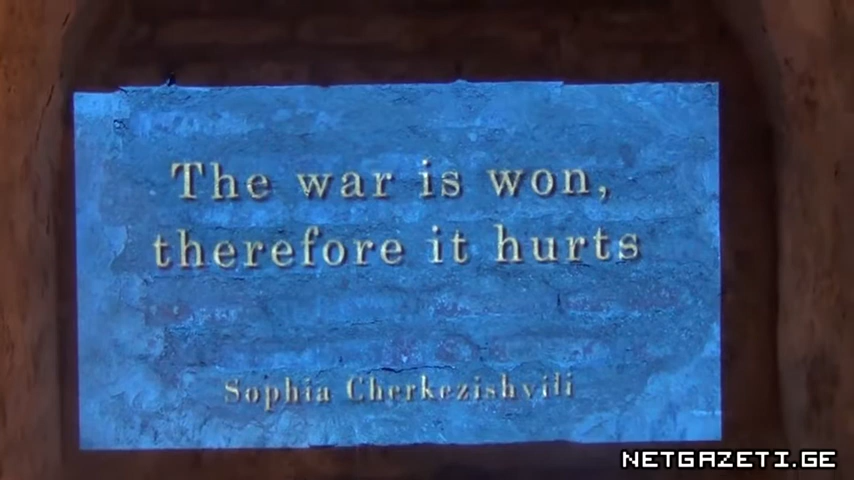 The war is won,
therefore it hurts
Sophia Cherkezishvili
NETGAZETI.GE